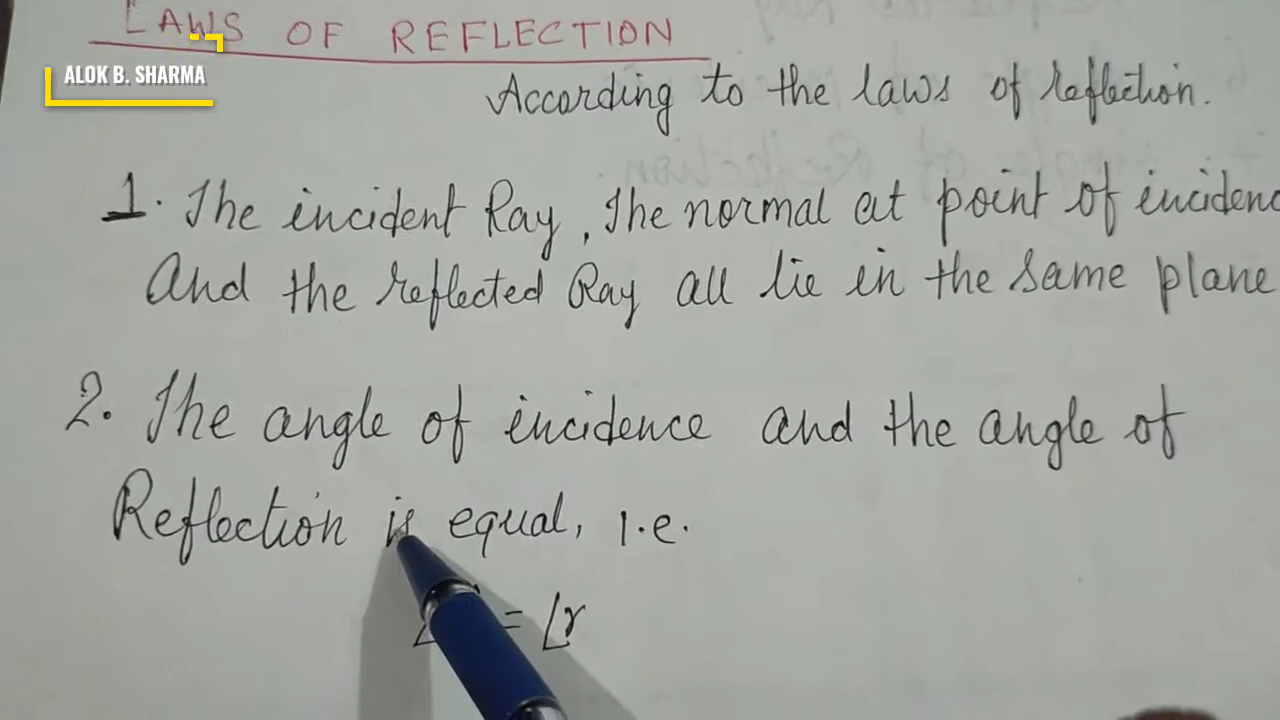 LAWS OF REFLECTION
ALOK B. SHARMA
According to the laws of reflection.
1. The incident Ray, The normal at point of incidenc
And the reflected Ray all lie in the same plane
2. The angle of incidence and the angle of
Reflection is equal, i.e.
∠ = ∠r